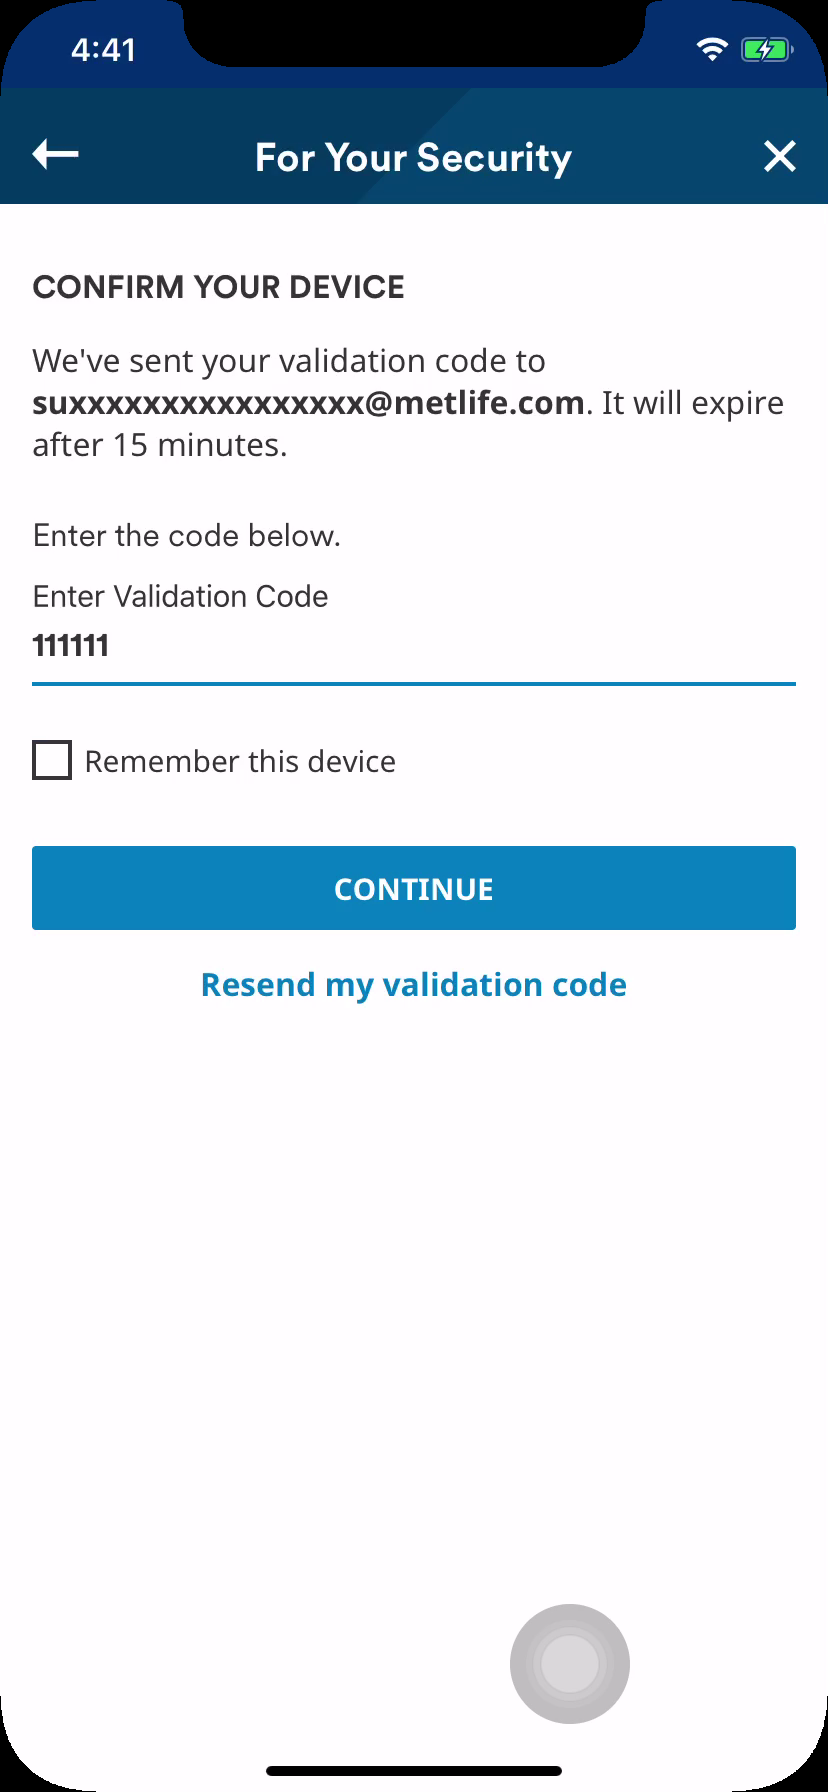 4:41
For Your Security
CONFIRM YOUR DEVICE
We've sent your validation code to
suxxxxxxxxxxxxxxxx@metlife.com. It will expire
after 15 minutes.
Enter the code below.
Enter Validation Code
111111
Remember this device
CONTINUE
Resend my validation code